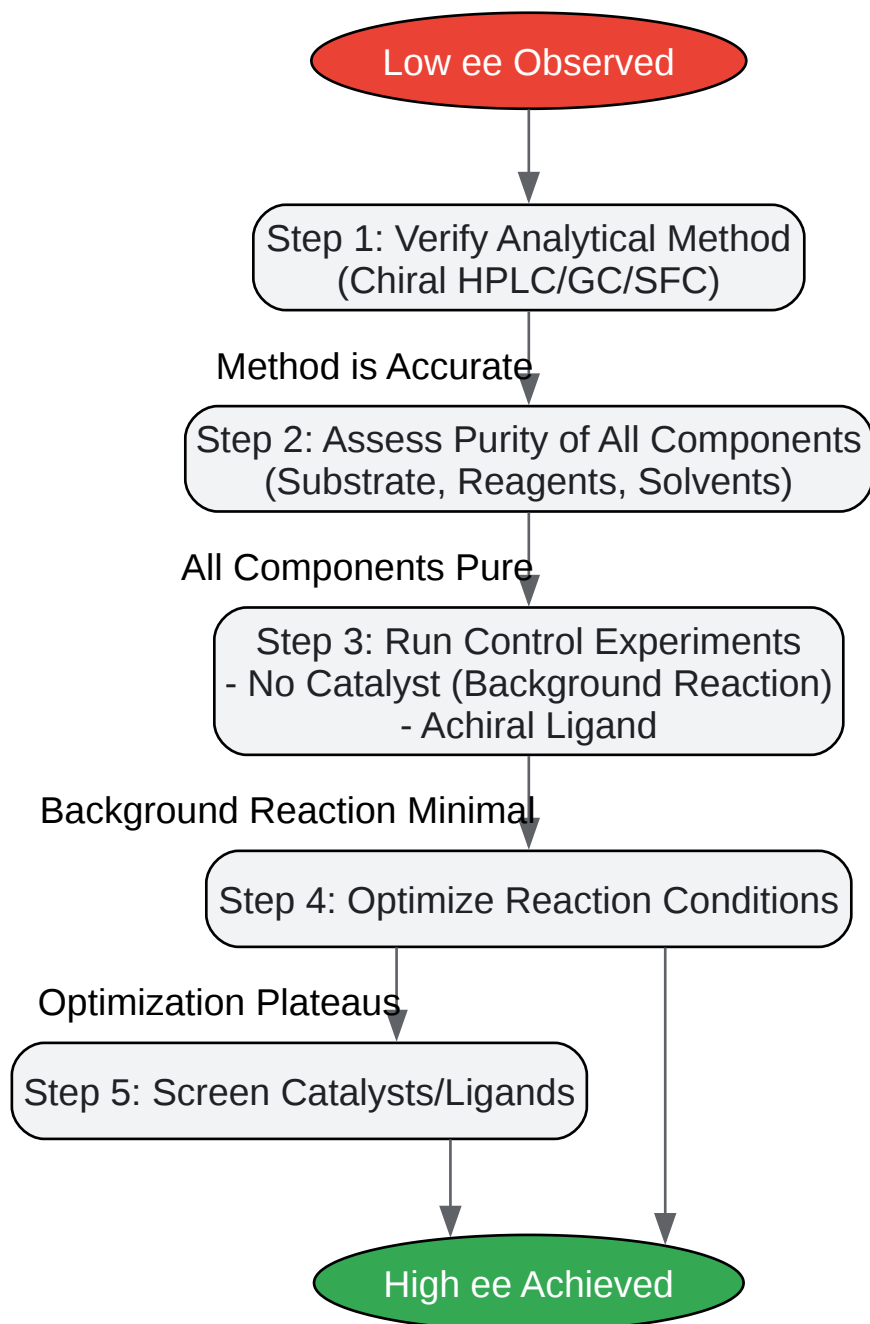 Low ee Observed
Step 1: Verify Analytical Method
(Chiral HPLC/GC/SFC)
Method is Accurate
Step 2: Assess Purity of All Components
(Substrate, Reagents, Solvents)
All Components Pure
Step 3: Run Control Experiments
- No Catalyst (Background Reaction)
- Achiral Ligand
Background Reaction Minimal
Step 4: Optimize Reaction Conditions
Optimization Plateaus
Step 5: Screen Catalysts/Ligands
High ee Achieved